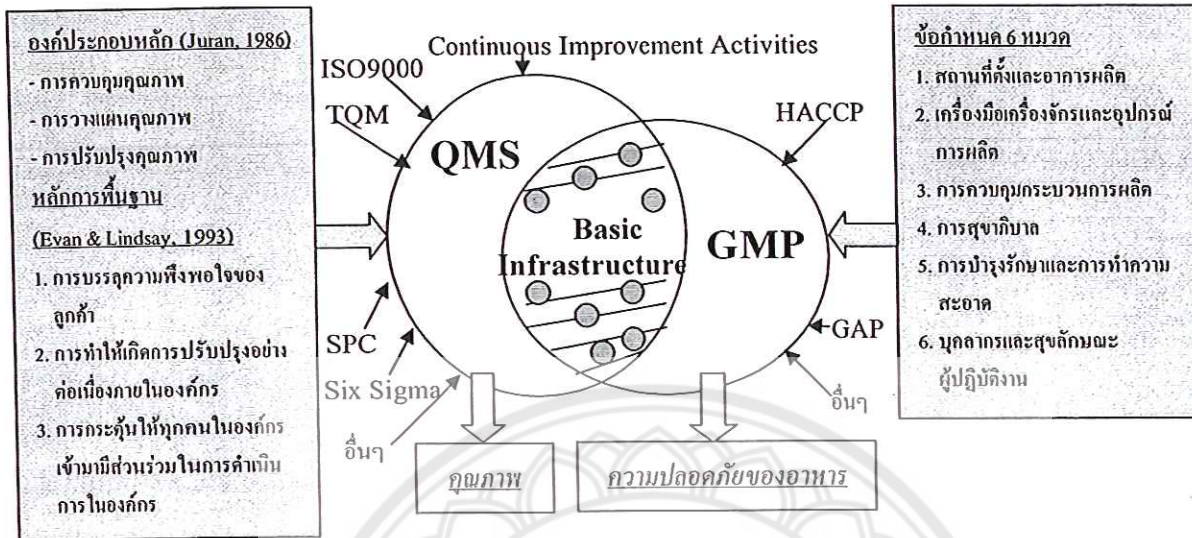 องค์ประกอบหลัก (Juran, 1986)
- การควบคุมคุณภาพ
- การวางแผนคุณภาพ
- การปรับปรุงคุณภาพ
หลักการพื้นฐาน
(Evan & Lindsay, 1993)
1. การบรรลุความพึงพอใจของ
ลูกค้า
2. การทำให้เกิดการปรับปรุงอย่าง
ต่อเนื่องภายในองค์กร
3. การกระตุ้นให้ทุกคนในองค์กร
เข้ามามีส่วนร่วมในการดำเนิน
การในองค์กร
Continuous Improvement Activities
ISO9000
TQM
QMS
SPC
Six Sigma
อื่นๆ
Basic
Infrastructure
HACCP
GMP
GAP
อื่นๆ
คุณภาพ
ความปลอดภัยของอาหาร
ข้อกำหนด 6 หมวด
1. สถานที่ตั้งและอาการผลิต
2. เครื่องมือเครื่องจักรและอุปกรณ์
การผลิต
3. การควบคุมกระบวนการผลิต
4. การสุขาภิบาล
5. การบำรุงรักษาและการทำความ
สะอาด
6. บุคลากรและสุขลักษณะ
ผู้ปฏิบัติงาน